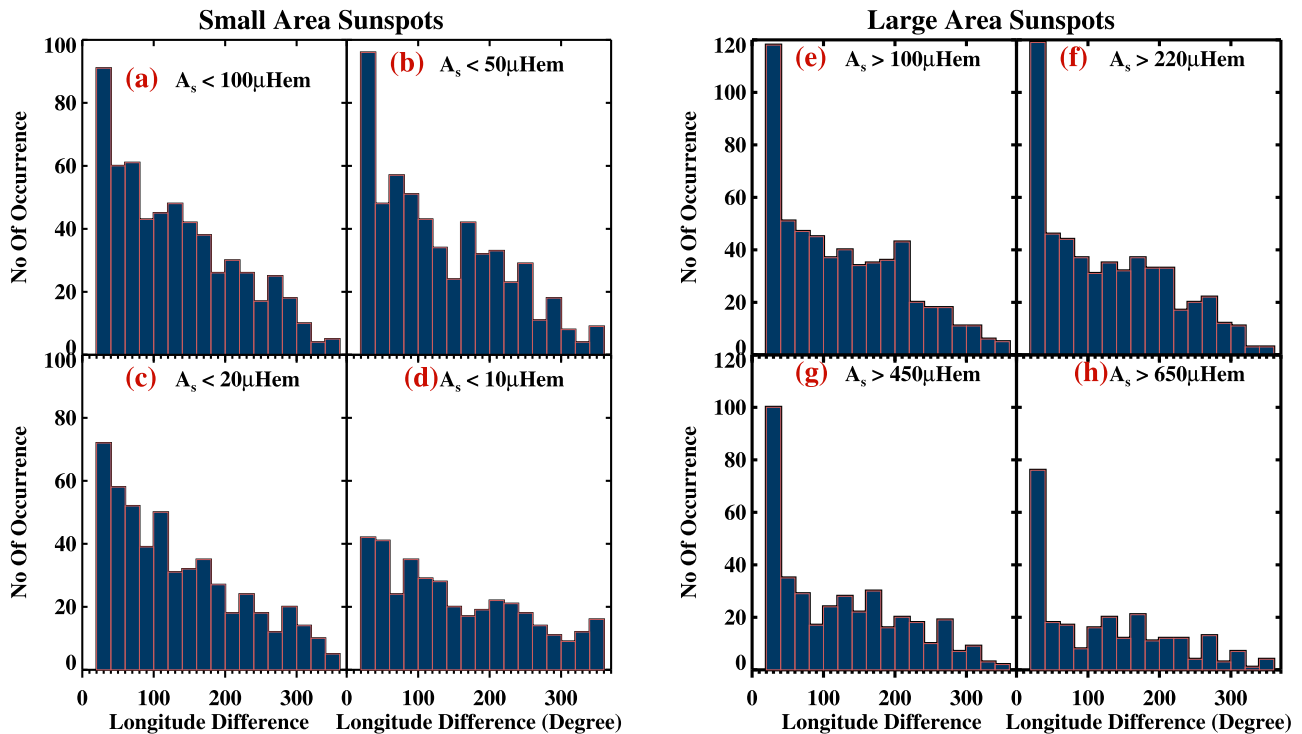 Small Area Sunspots
Large Area Sunspots
100
80
60
40
20
0
No Of Occurrence
(a) As < 100μHem
(b) As < 50μHem
100
80
60
40
20
0
No Of Occurrence
(c) As < 20μHem
(d) As < 10μHem
0 100 200 300
0 100 200 300
Longitude Difference
Longitude Difference (Degree)
120
100
80
60
40
20
0
No Of Occurrence
(e) As > 100μHem
(f) As > 220μHem
120
100
80
60
40
20
0
No Of Occurrence
(g) As > 450μHem
(h) As > 650μHem
0 100 200 300
0 100 200 300
Longitude Difference
Longitude Difference (Degree)